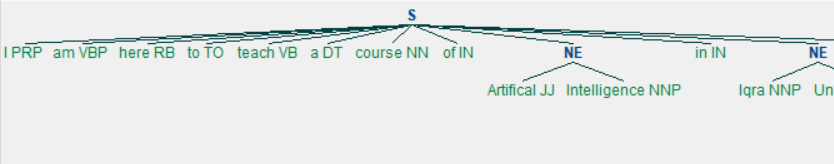 S
I PRP am VBP here RB to TO teach VB a DT course NN of IN NE in IN NE
Artifical JJ Intelligence NNP Iqra NNP Un